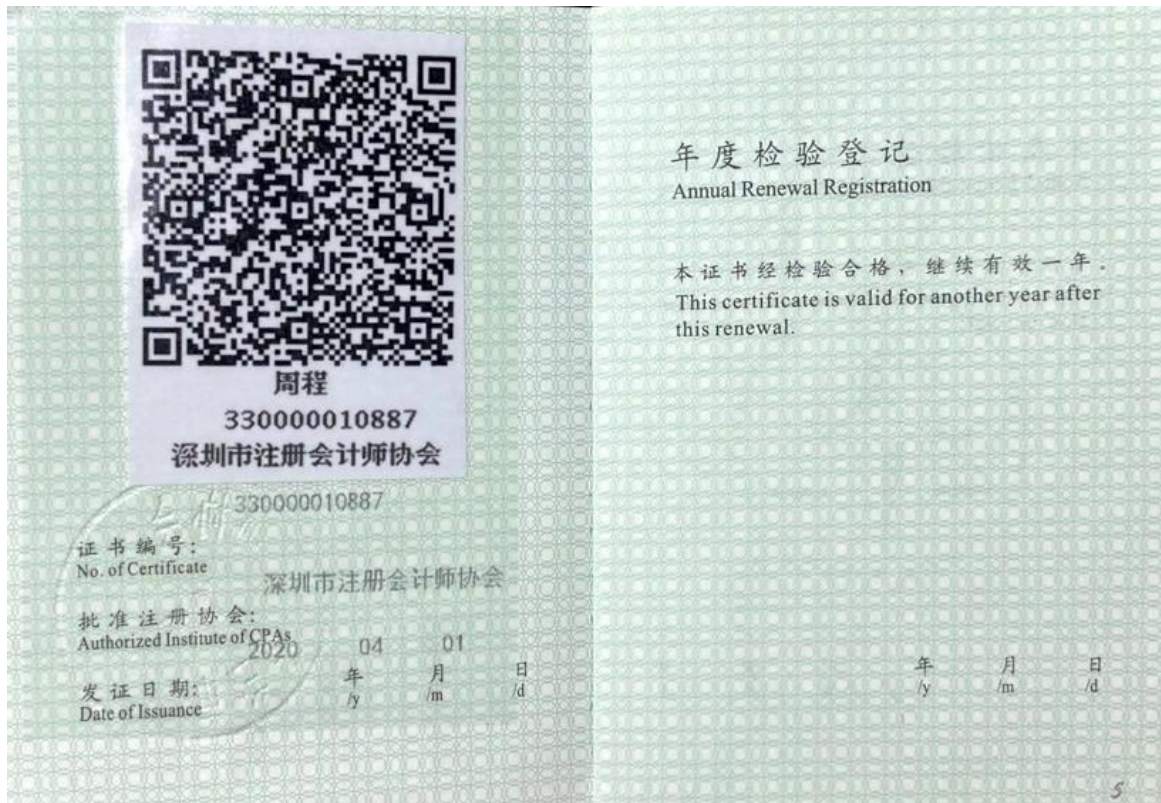 周程
330000010887
深圳市注册会计师协会
330000010887
证书编号:
No. of Certificate
深圳市注册会计师协会
批准注册协会:
Authorized Institute of CPAs
2020 04 01
发证日期: 年 月 日
Date of Issuance /y /m /d
年度检验登记
Annual Renewal Registration
本证书经检验合格，继续有效一年.
This certificate is valid for another year after
this renewal.
年 月 日
/y /m /d
5